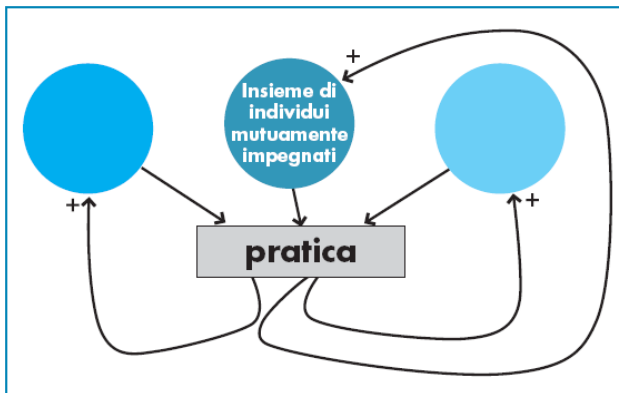 +
Insieme di
individui
mutuamente
impegnati
+
+
pratica